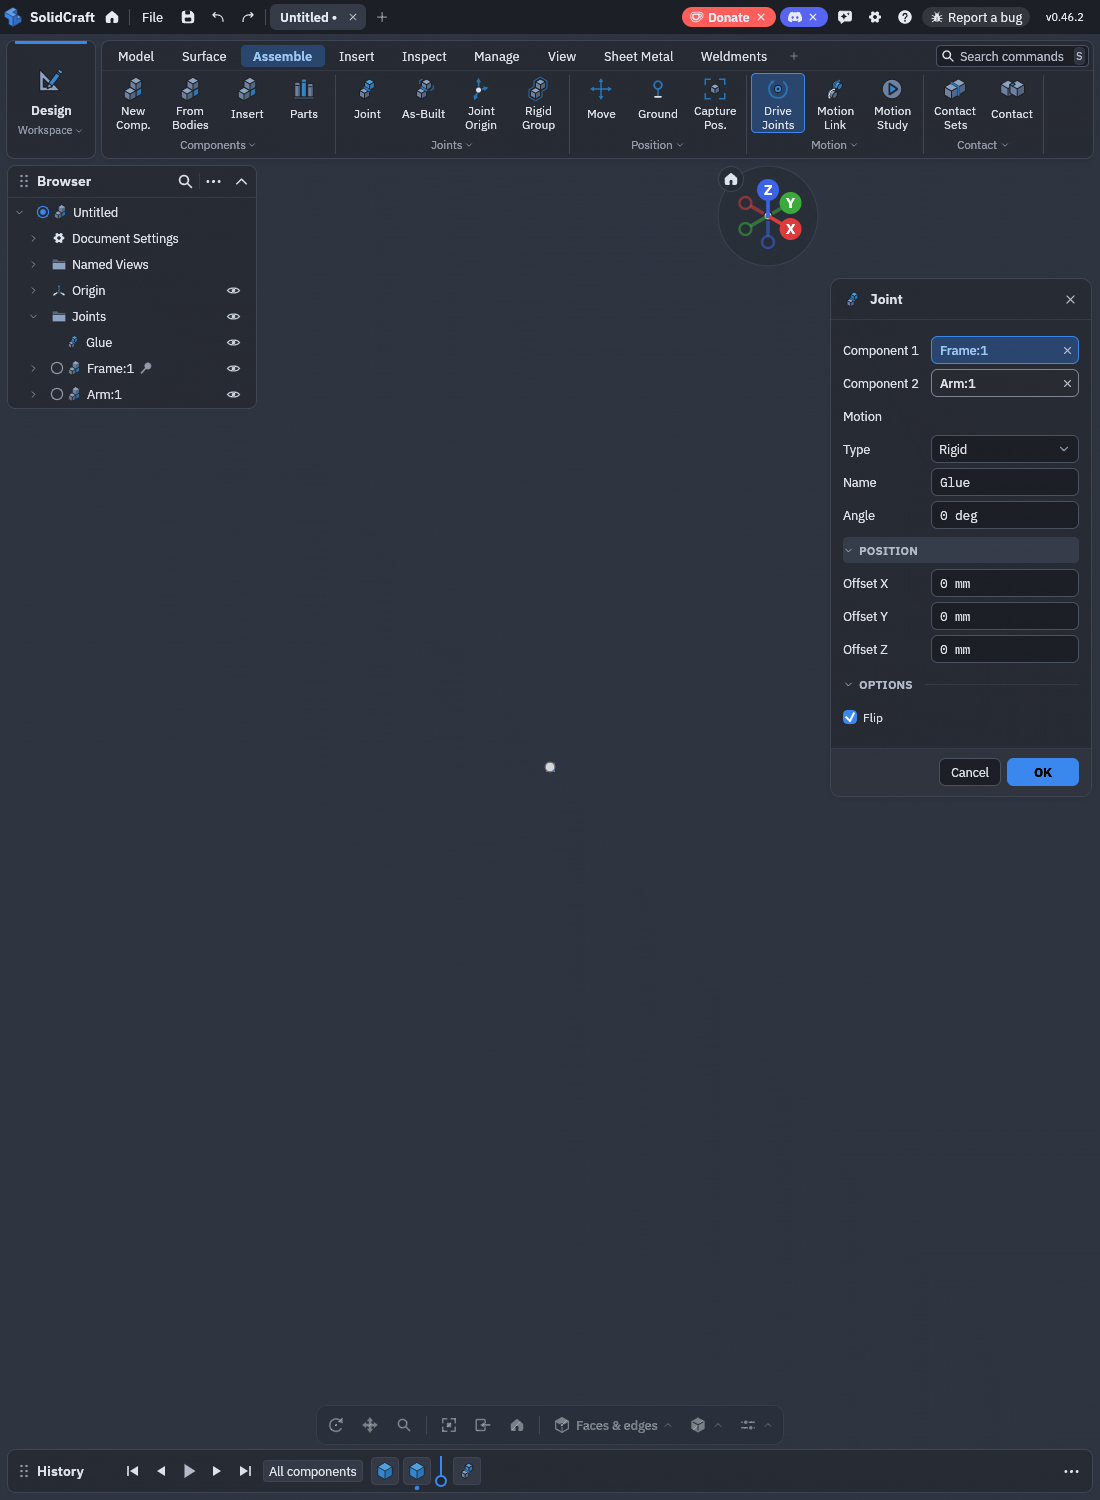 SolidCraft
File
Untitled •
Donate
Report a bug
v0.46.2
Design
Workspace
Model
Surface
Assemble
Insert
Inspect
Manage
View
Sheet Metal
Weldments
Search commands
S
New
Comp.
From
Bodies
Insert
Parts
Components
Joint
As-Built
Joint
Origin
Rigid
Group
Joints
Move
Ground
Capture
Pos.
Position
Drive
Joints
Motion
Link
Motion
Study
Motion
Contact
Sets
Contact
Contact
Browser
Untitled
Document Settings
Named Views
Origin
Joints
Glue
Frame:1
Arm:1
Z
Y
X
Joint
Component 1
Frame:1
Component 2
Arm:1
Motion
Type
Rigid
Name
Glue
Angle
0 deg
POSITION
Offset X
0 mm
Offset Y
0 mm
Offset Z
0 mm
OPTIONS
Flip
Cancel
OK
Faces & edges
History
All components